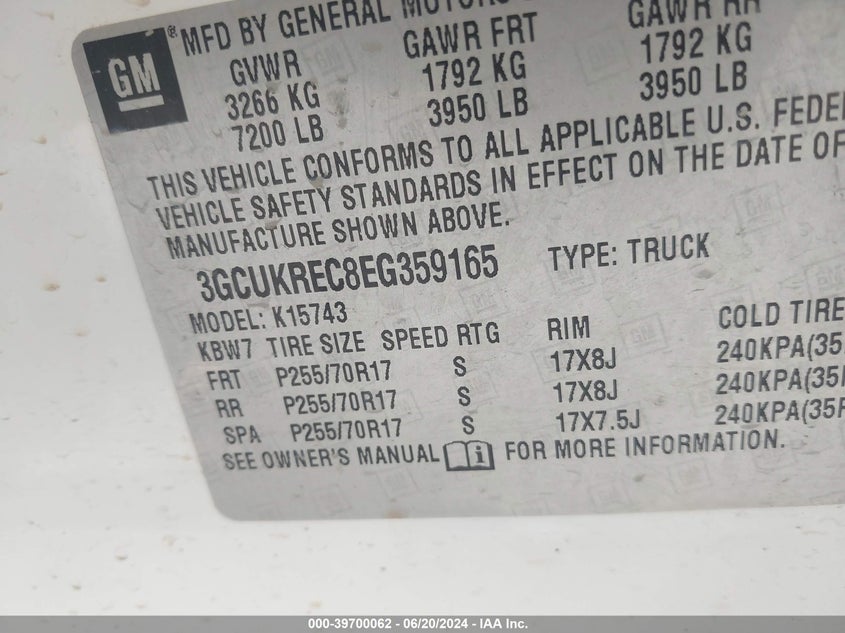 GM
® MFD BY GENERAL MOTORS
GVWR GAWR FRT GAWR RR
3266 KG 1792 KG 1792 KG
7200 LB 3950 LB 3950 LB
THIS VEHICLE CONFORMS TO ALL APPLICABLE U.S. FEDE
VEHICLE SAFETY STANDARDS IN EFFECT ON THE DATE OF
MANUFACTURE SHOWN ABOVE.
3GCUKREC8EG359165 TYPE: TRUCK
MODEL: K15743
KBW7 TIRE SIZE SPEED RTG RIM COLD TIRE
FRT P255/70R17 S 17X8J 240KPA(35
RR P255/70R17 S 17X8J 240KPA(35
SPA P255/70R17 S 17X7.5J 240KPA(35
SEE OWNER'S MANUAL i FOR MORE INFORMATION.
000-39700062 - 06/20/2024 - IAA Inc.